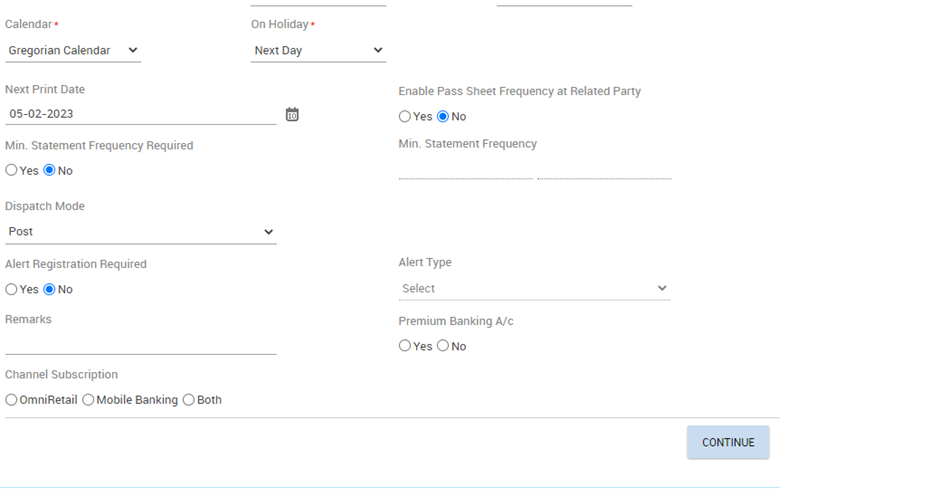 Calendar *
On Holiday *
Gregorian Calendar
Next Day
Next Print Date
Enable Pass Sheet Frequency at Related Party
05-02-2023
10
Yes No
Min. Statement Frequency Required
Min. Statement Frequency
Yes No
Dispatch Mode
Post
Alert Registration Required
Alert Type
Yes No
Select
Remarks
Premium Banking A/c
Yes No
Channel Subscription
OmniRetail Mobile Banking Both
CONTINUE